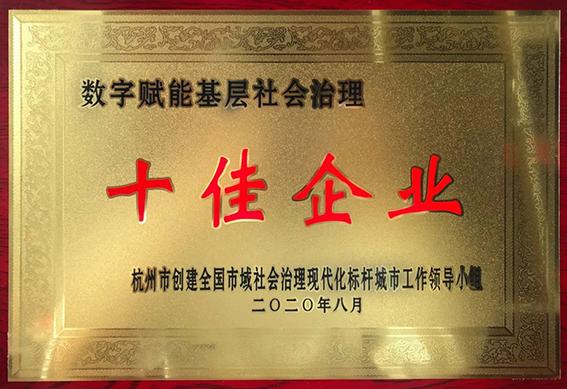 数字赋能基层社会治理
十佳企业
杭州市创建全国市域社会治理现代化标杆城市工作领导小组
二〇二〇年八月